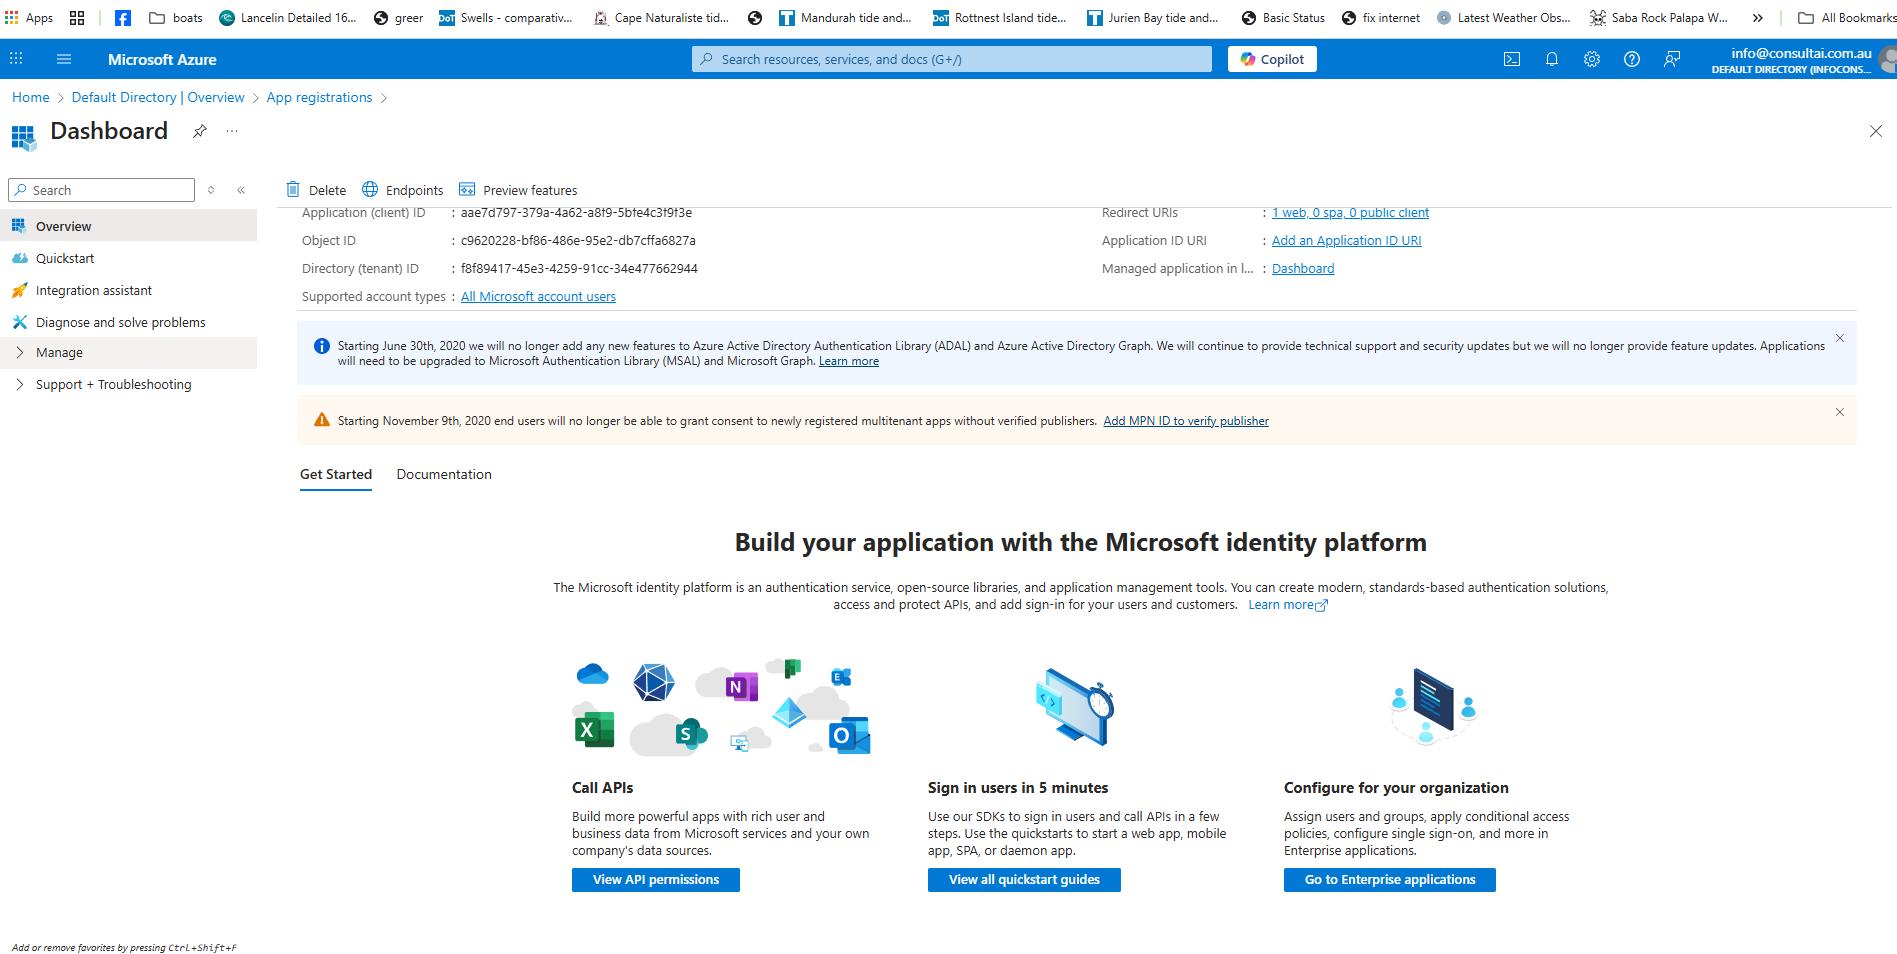 Apps boats Lancelin Detailed 16... greer Swells - comparativ... Cape Naturaliste tid... Mandurah tide and... Rottnest Island tide... Jurien Bay tide and... Basic Status fix internet Latest Weather Obs... Saba Rock Palapa W... » All Bookmarks
Microsoft Azure
Search resources, services, and docs (G+/)
Copilot
info@consultai.com.au
DEFAULT DIRECTORY (INFOCONS...
Home > Default Directory | Overview > App registrations >
Dashboard
Search
Overview
Quickstart
Integration assistant
Diagnose and solve problems
Manage
Support + Troubleshooting
Delete Endpoints Preview features
Application (client) ID : aae7d797-379a-4a62-a8f9-5bfe4c3f9f3e
Object ID : c9620228-bf86-486e-95e2-db7cffa6827a
Directory (tenant) ID : f8f89417-45e3-4259-91cc-34e477662944
Supported account types : All Microsoft account users
Redirect URIs : 1 web, 0 spa, 0 public client
Application ID URI : Add an Application ID URI
Managed application in l... : Dashboard
Starting June 30th, 2020 we will no longer add any new features to Azure Active Directory Authentication Library (ADAL) and Azure Active Directory Graph. We will continue to provide technical support and security updates but we will no longer provide feature updates. Applications
will need to be upgraded to Microsoft Authentication Library (MSAL) and Microsoft Graph. Learn more
Starting November 9th, 2020 end users will no longer be able to grant consent to newly registered multitenant apps without verified publishers. Add MPN ID to verify publisher
Get Started Documentation
Build your application with the Microsoft identity platform
The Microsoft identity platform is an authentication service, open-source libraries, and application management tools. You can create modern, standards-based authentication solutions,
access and protect APIs, and add sign-in for your users and customers. Learn more
Call APIs
Build more powerful apps with rich user and
business data from Microsoft services and your own
company's data sources.
View API permissions
Sign in users in 5 minutes
Use our SDKs to sign in users and call APIs in a few
steps. Use the quickstarts to start a web app, mobile
app, SPA, or daemon app.
View all quickstart guides
Configure for your organization
Assign users and groups, apply conditional access
policies, configure single sign-on, and more in
Enterprise applications.
Go to Enterprise applications
Add or remove favorites by pressing Ctrl+Shift+F